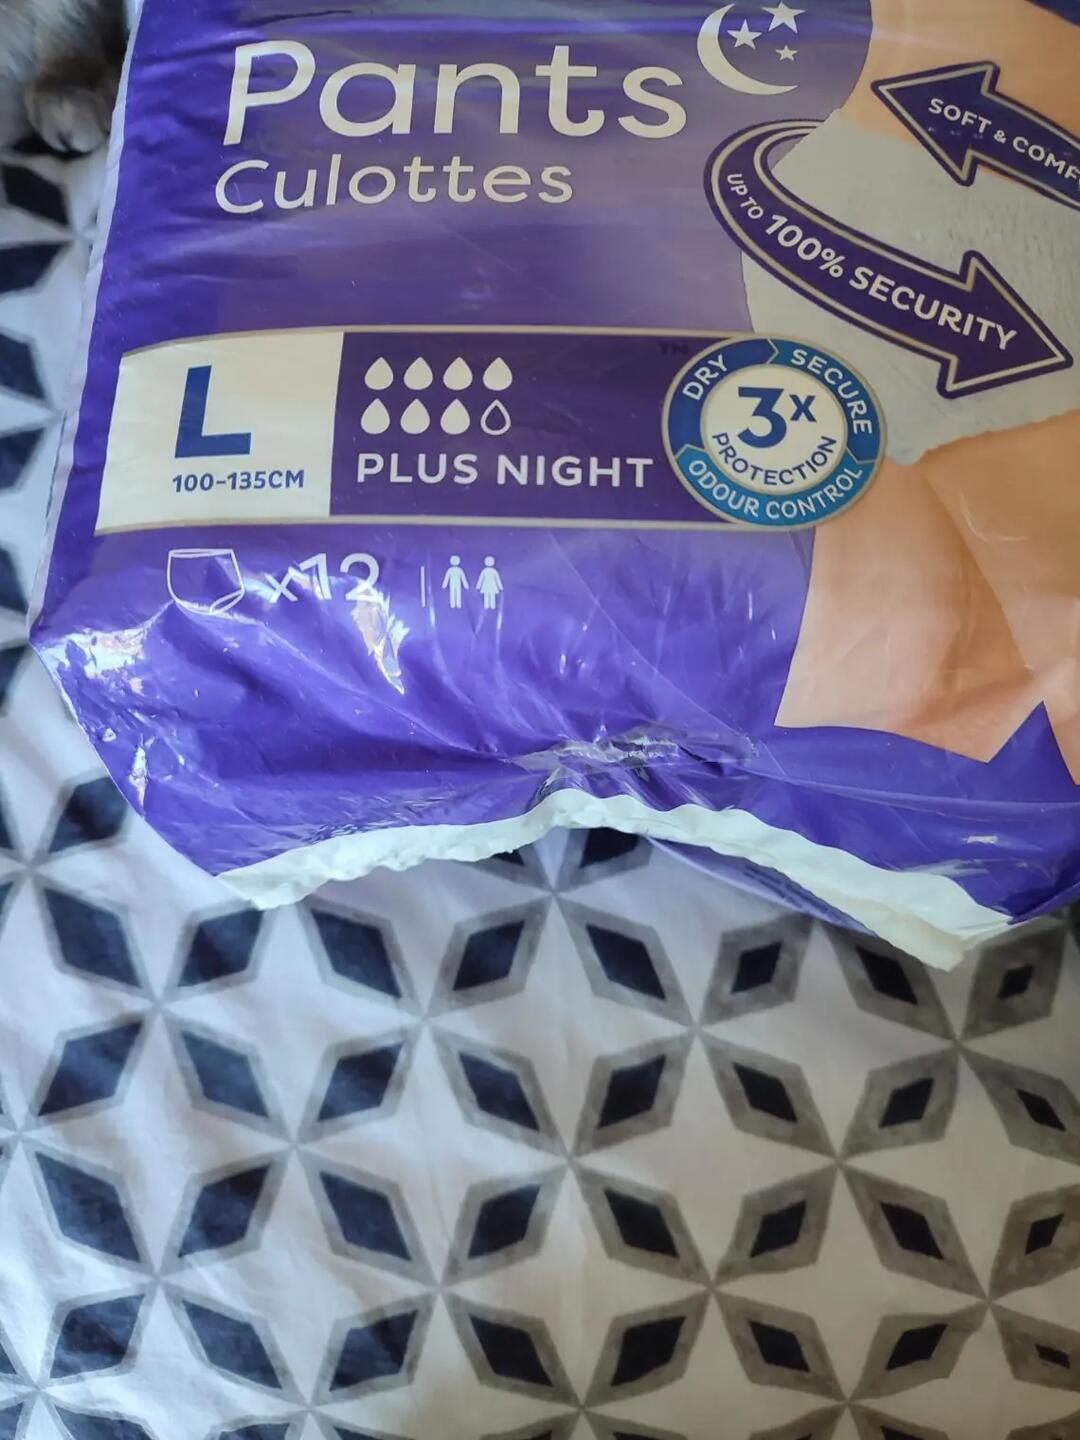 Pants
Culottes
SOFT & COMF
UP TO 100% SECURITY
L
100-135CM
PLUS NIGHT
TM
DRY
SECURE
3x
PROTECTION
ODOUR CONTROL
x12